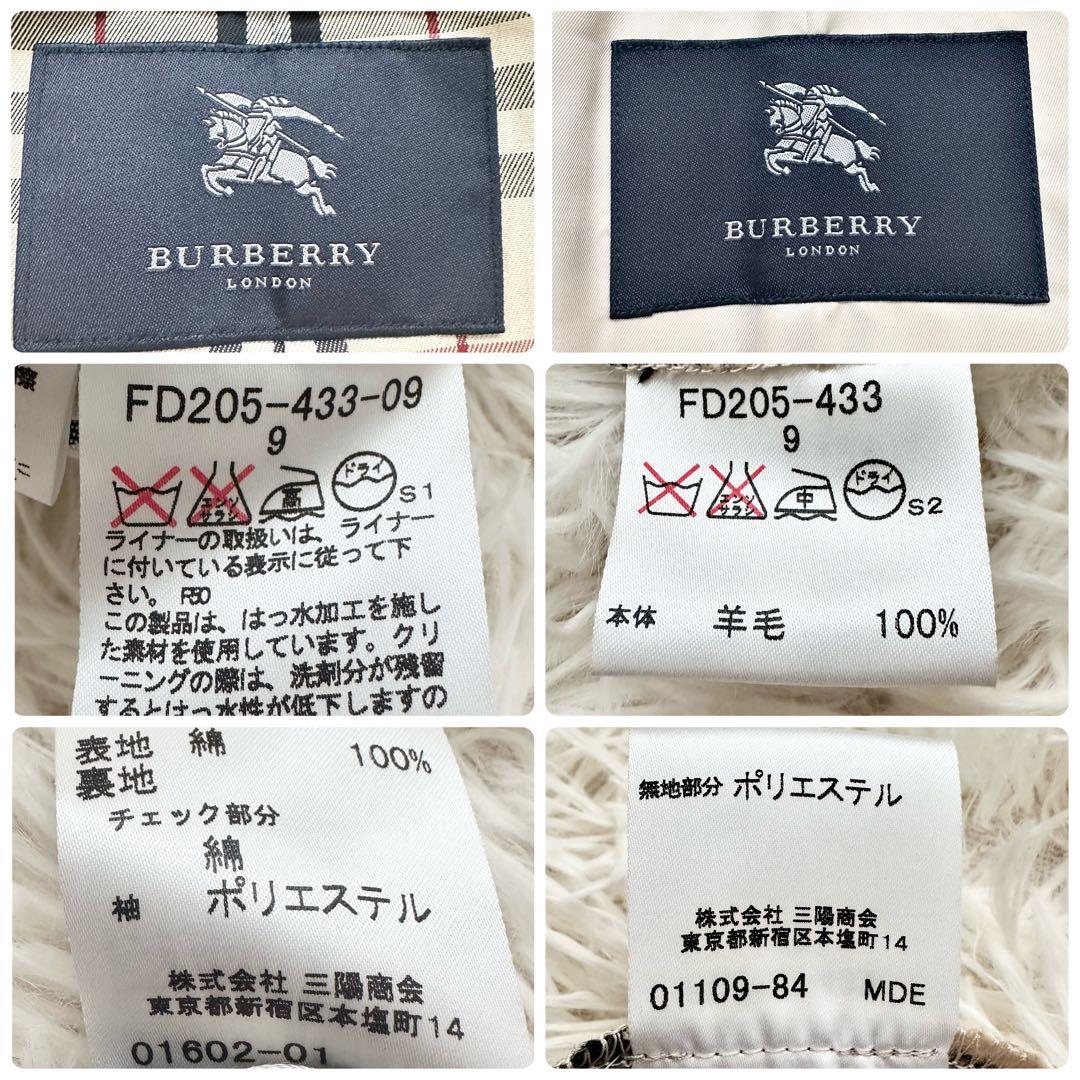 BURBERRY
LONDON
BURBERRY
LONDON
FD205-433-09
9
エンソ
サラシ
高
ドライ
S1
ライナーの取扱いは、ライナー
に付いている表示に従って下
さい。 P50
この製品は、はっ水加工を施し
た素材を使用しています。クリ
ーニングの際は、洗剤分が残留
するとはっ水性が低下しますの
FD205-433
9
エンソ
サラシ
中
ドライ
S2
本体 羊毛 100%
表地 綿 100%
裏地
チェック部分
綿
袖 ポリエステル
株式会社 三陽商会
東京都新宿区本塩町14
01602-01
無地部分 ポリエステル
株式会社 三陽商会
東京都新宿区本塩町14
01109-84 MDE